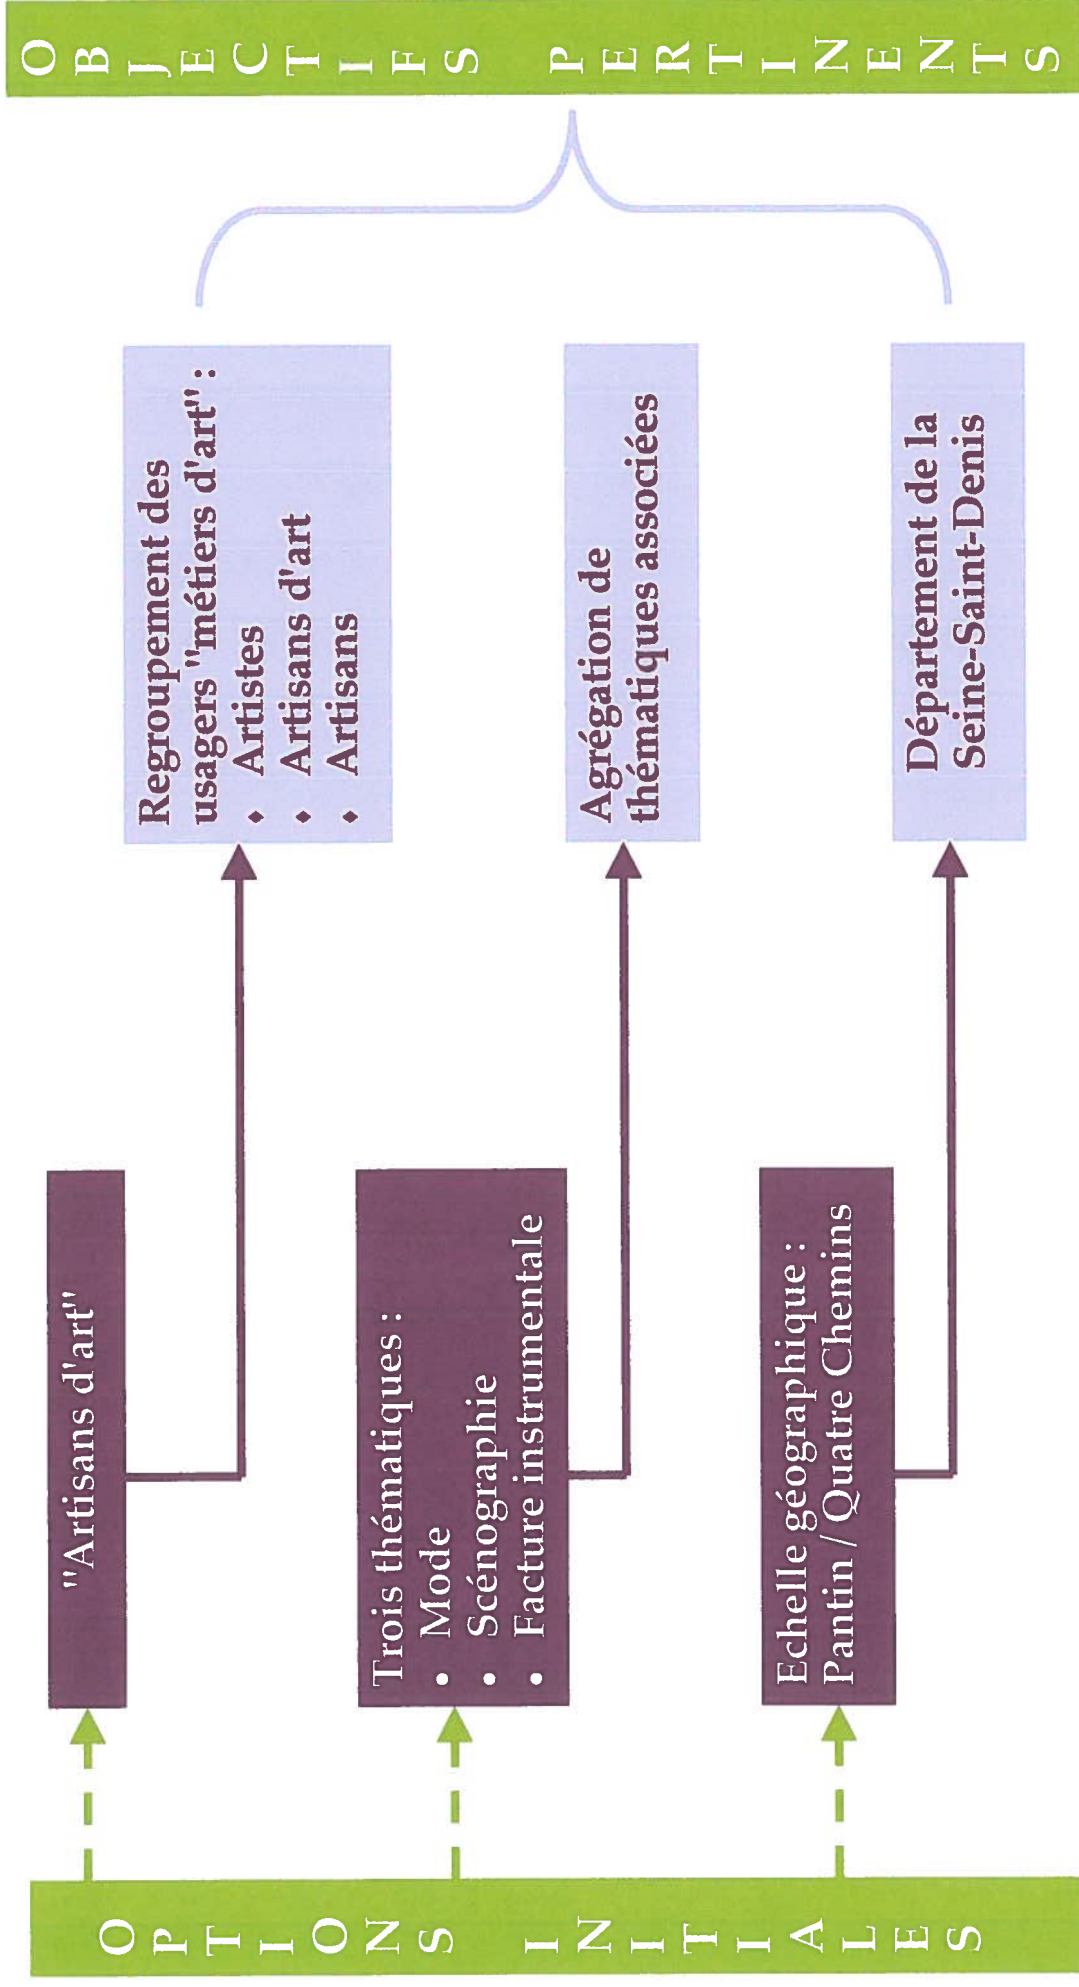 OPTIONS INITIALES
"Artisans d'art"
Trois thématiques :
• Mode
• Scénographie
• Facture instrumentale
Echelle géographique :
Pantin / Quatre Chemins
Regroupement des
usagers "métiers d'art" :
♦ Artistes
♦ Artisans d'art
♦ Artisans
Agrégation de
thématiques associées
Département de la
Seine-Saint-Denis
OBJECTIFS PERTINENTS